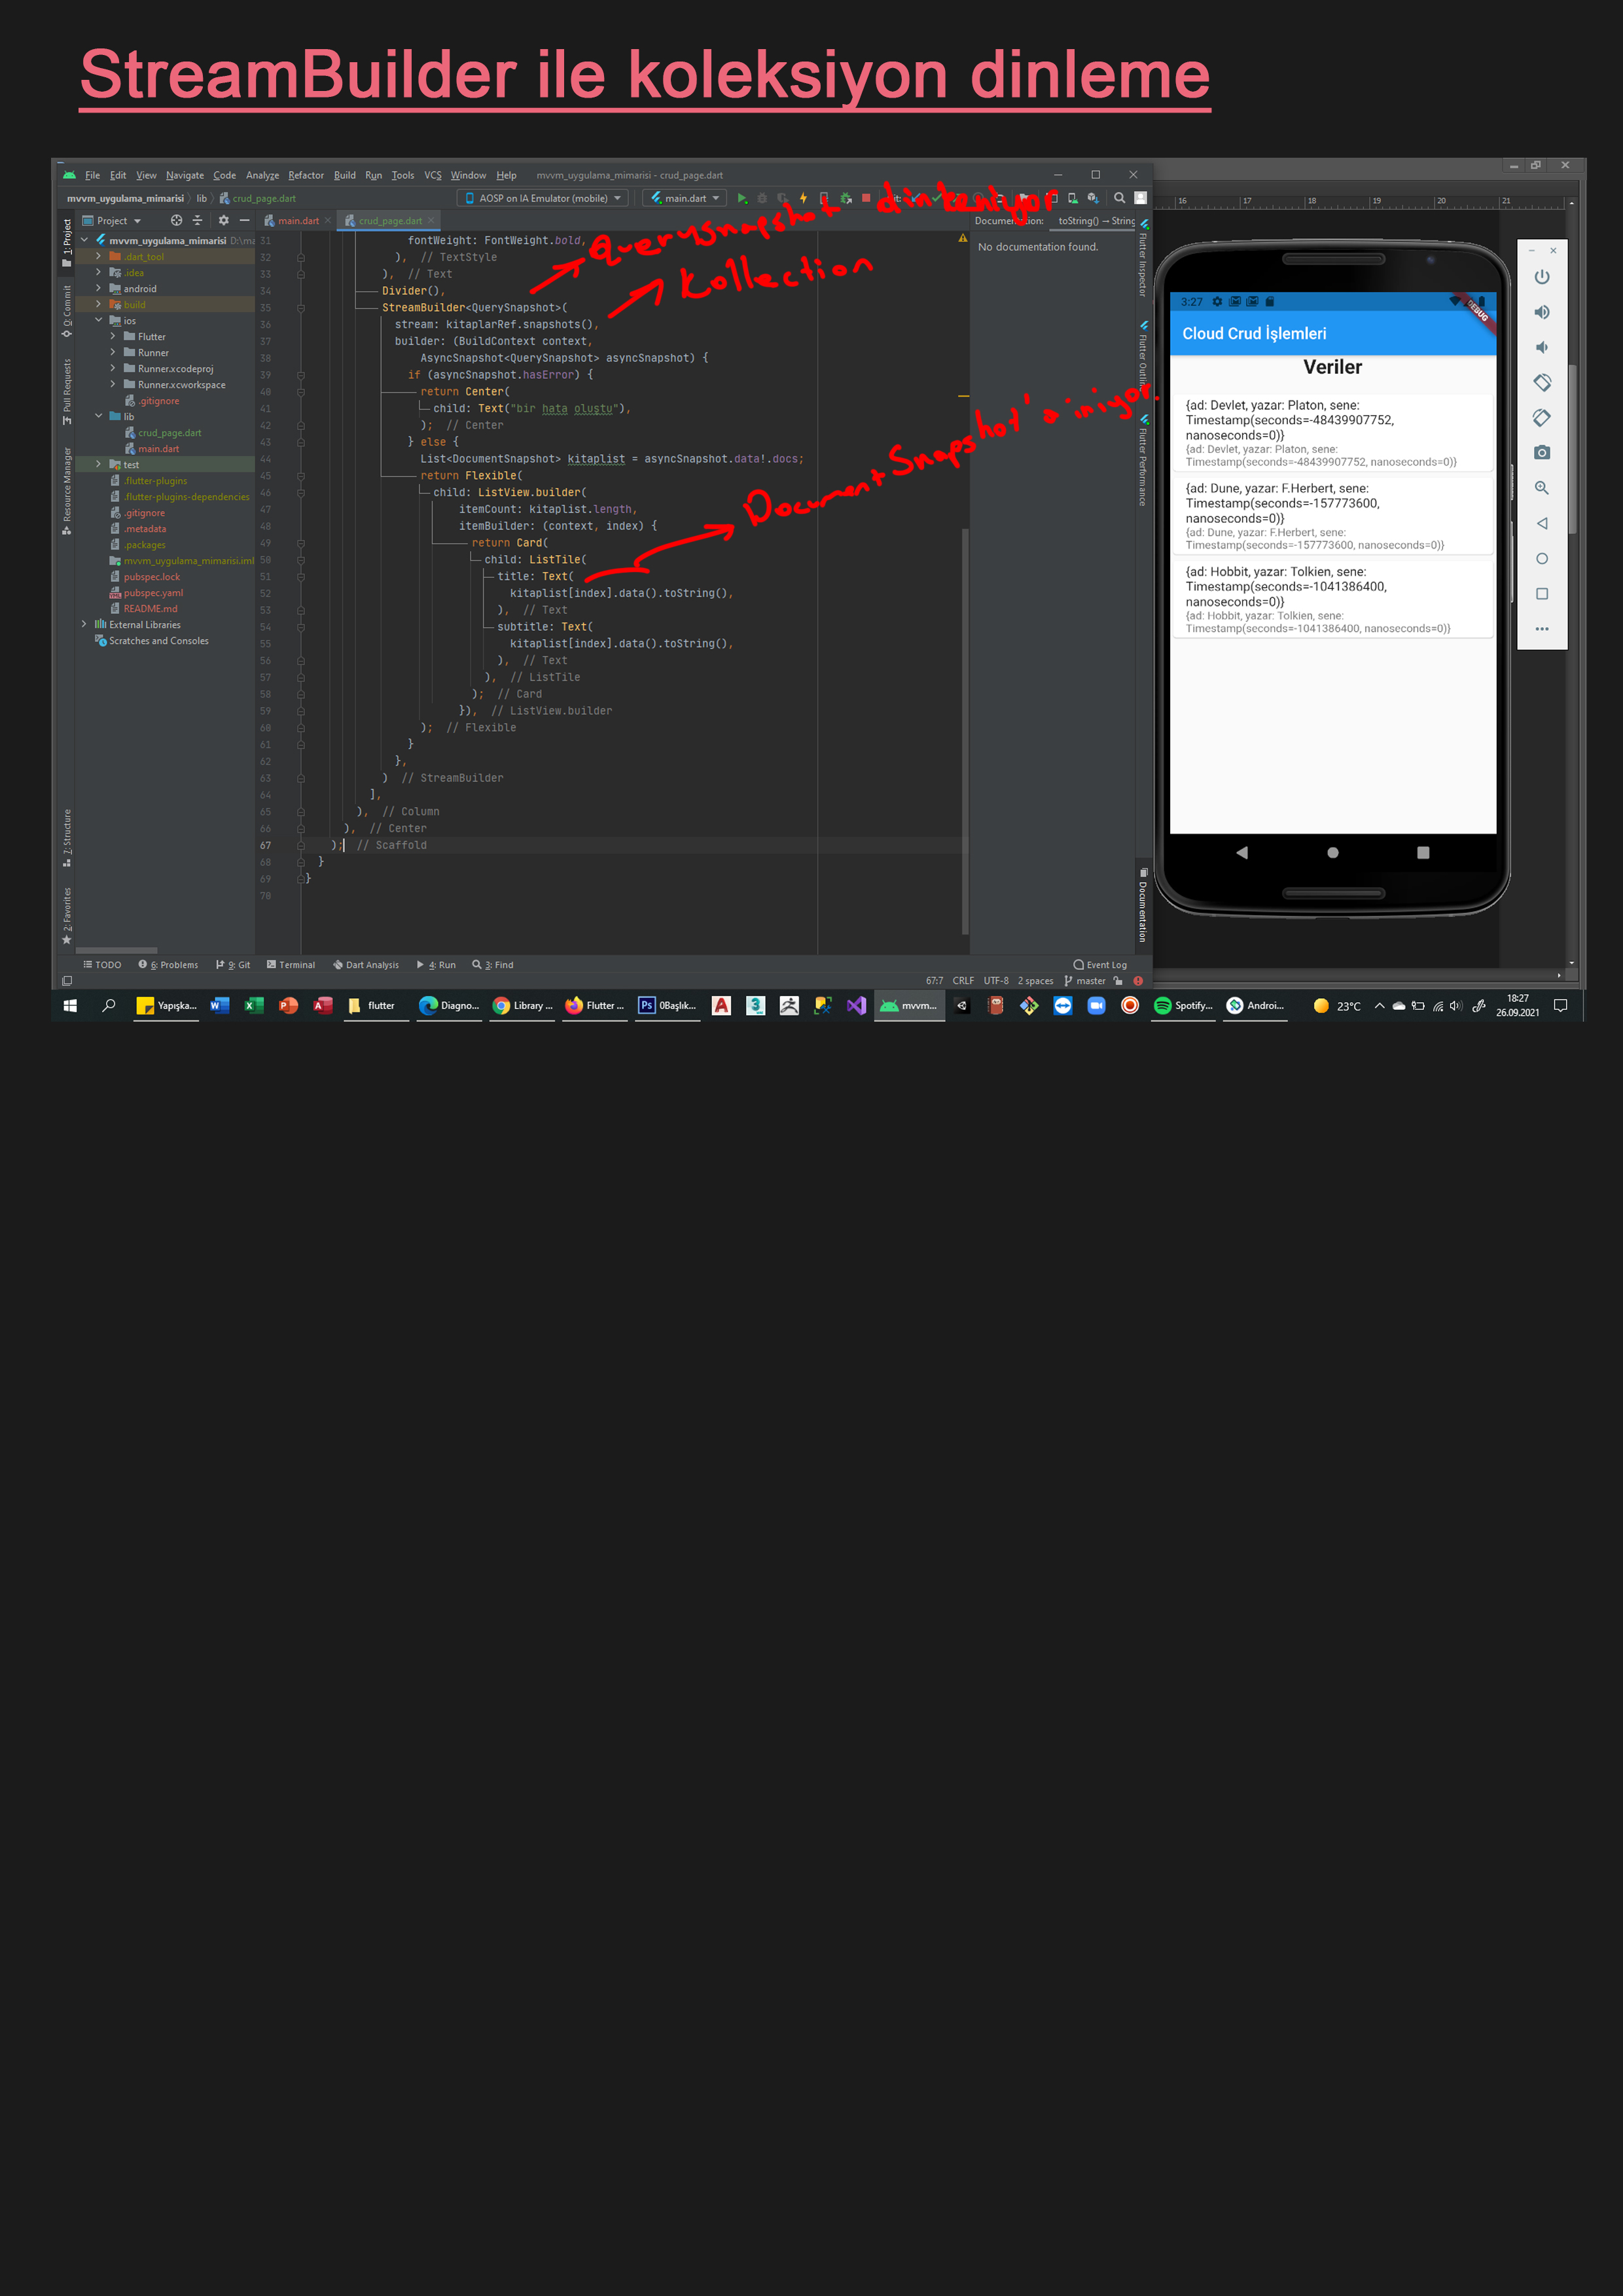 StreamBuilder ile koleksiyon dinleme
File Edit View Navigate Code Analyze Refactor Build Run Tools VCS Window Help mvvm_uygulama_mimarisi - crud_page.dart
mvvm_uygulama_mimarisi lib crud_page.dart AOSP on IA Emulator (mobile) main.dart
Project main.dart crud_page.dart Documentation: toString() → String
No documentation found.
Querysnapshot dinleniyor
Kollection
DocumentSnapshot'a iniyor.
1: Project
0: Commit
Pull Requests
Resource Manager
7: Structure
2: Favorites
mvvm_uygulama_mimarisi D:\ma
.dart_tool
.idea
android
build
ios
Flutter
Runner
Runner.xcodeproj
Runner.xcworkspace
.gitignore
lib
crud_page.dart
main.dart
test
.flutter-plugins
.flutter-plugins-dependencies
.gitignore
.metadata
.packages
mvvm_uygulama_mimarisi.iml
pubspec.lock
pubspec.yaml
README.md
External Libraries
Scratches and Consoles
31 fontWeight: FontWeight.bold,
32 ), // TextStyle
33 ), // Text
34 Divider(),
35 StreamBuilder<QuerySnapshot>(
36 stream: kitaplarRef.snapshots(),
37 builder: (BuildContext context,
38 AsyncSnapshot<QuerySnapshot> asyncSnapshot) {
39 if (asyncSnapshot.hasError) {
40 return Center(
41 child: Text("bir hata oluştu"),
42 ); // Center
43 } else {
44 List<DocumentSnapshot> kitaplist = asyncSnapshot.data!.docs;
45 return Flexible(
46 child: ListView.builder(
47 itemCount: kitaplist.length,
48 itemBuilder: (context, index) {
49 return Card(
50 child: ListTile(
51 title: Text(
52 kitaplist[index].data().toString(),
53 ), // Text
54 subtitle: Text(
55 kitaplist[index].data().toString(),
56 ), // Text
57 ), // ListTile
58 ); // Card
59 }), // ListView.builder
60 ); // Flexible
61 }
62 },
63 ) // StreamBuilder
64 ],
65 ), // Column
66 ), // Center
67 ); // Scaffold
68 }
69 }
70
Flutter Inspector
Flutter Outline
Flutter Performance
Documentation
16 17 18 19 20 21
3:27
DEBUG
Cloud Crud İşlemleri
Veriler
{ad: Devlet, yazar: Platon, sene:
Timestamp(seconds=-48439907752,
nanoseconds=0)}
{ad: Devlet, yazar: Platon, sene:
Timestamp(seconds=-48439907752, nanoseconds=0)}
{ad: Dune, yazar: F.Herbert, sene:
Timestamp(seconds=-157773600,
nanoseconds=0)}
{ad: Dune, yazar: F.Herbert, sene:
Timestamp(seconds=-157773600, nanoseconds=0)}
{ad: Hobbit, yazar: Tolkien, sene:
Timestamp(seconds=-1041386400,
nanoseconds=0)}
{ad: Hobbit, yazar: Tolkien, sene:
Timestamp(seconds=-1041386400, nanoseconds=0)}
TODO 6: Problems 9: Git Terminal Dart Analysis 4: Run 3: Find Event Log
67:7 CRLF UTF-8 2 spaces master
Yapışka... flutter Diagno... Library ... Flutter ... 0Başlık... mvvm... Spotify... Androi... 23°C 18:27
26.09.2021